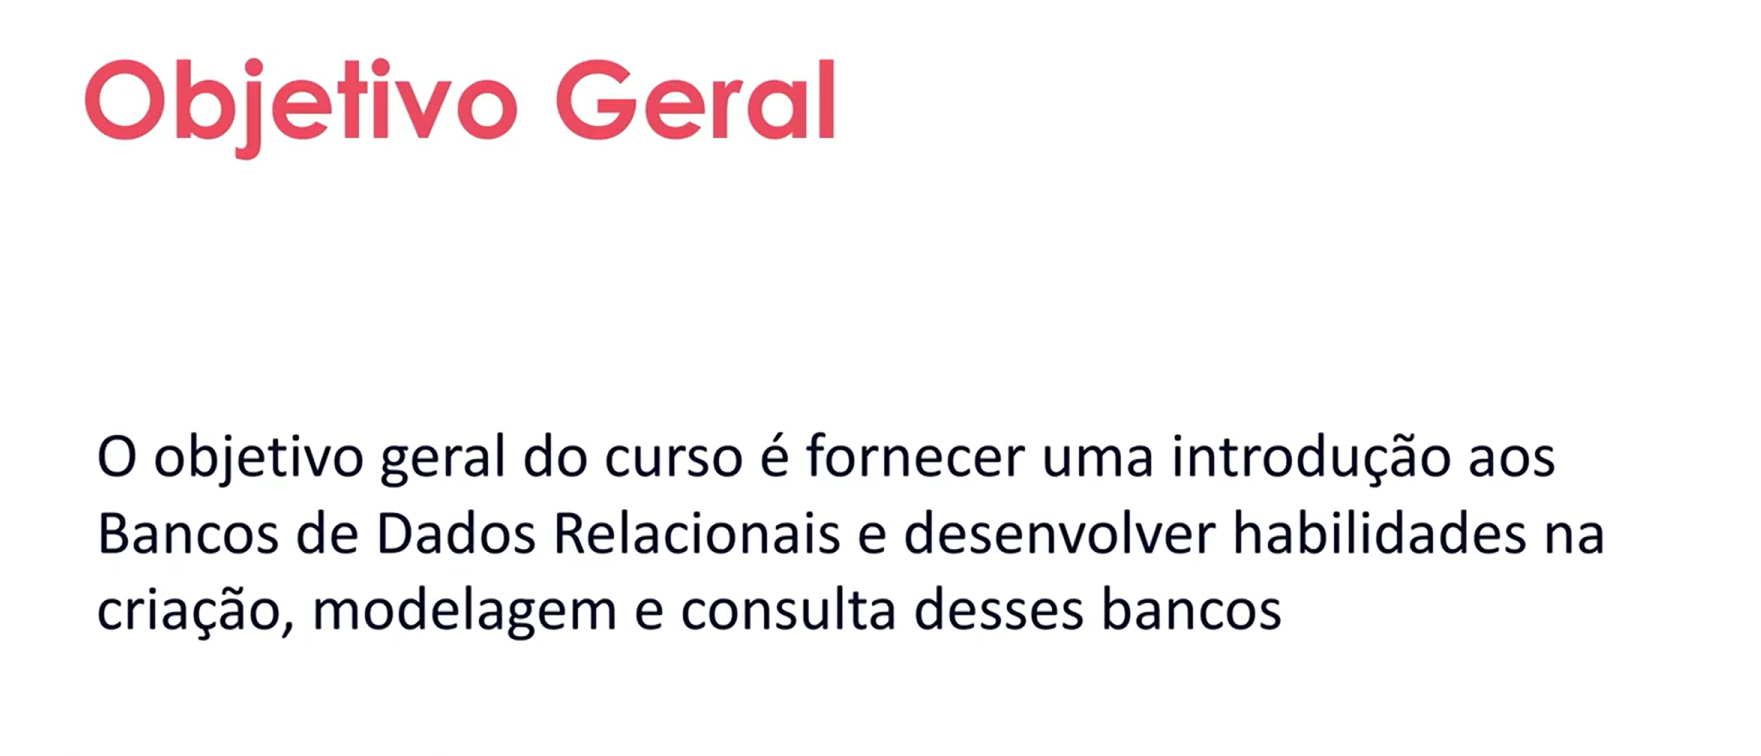 Objetivo Geral
O objetivo geral do curso é fornecer uma introdução aos
Bancos de Dados Relacionais e desenvolver habilidades na
criação, modelagem e consulta desses bancos